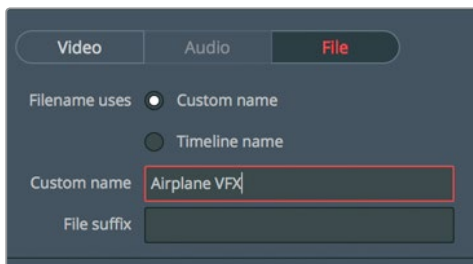 Video Audio File
Filename uses Custom name
Timeline name
Custom name Airplane VFX
File suffix